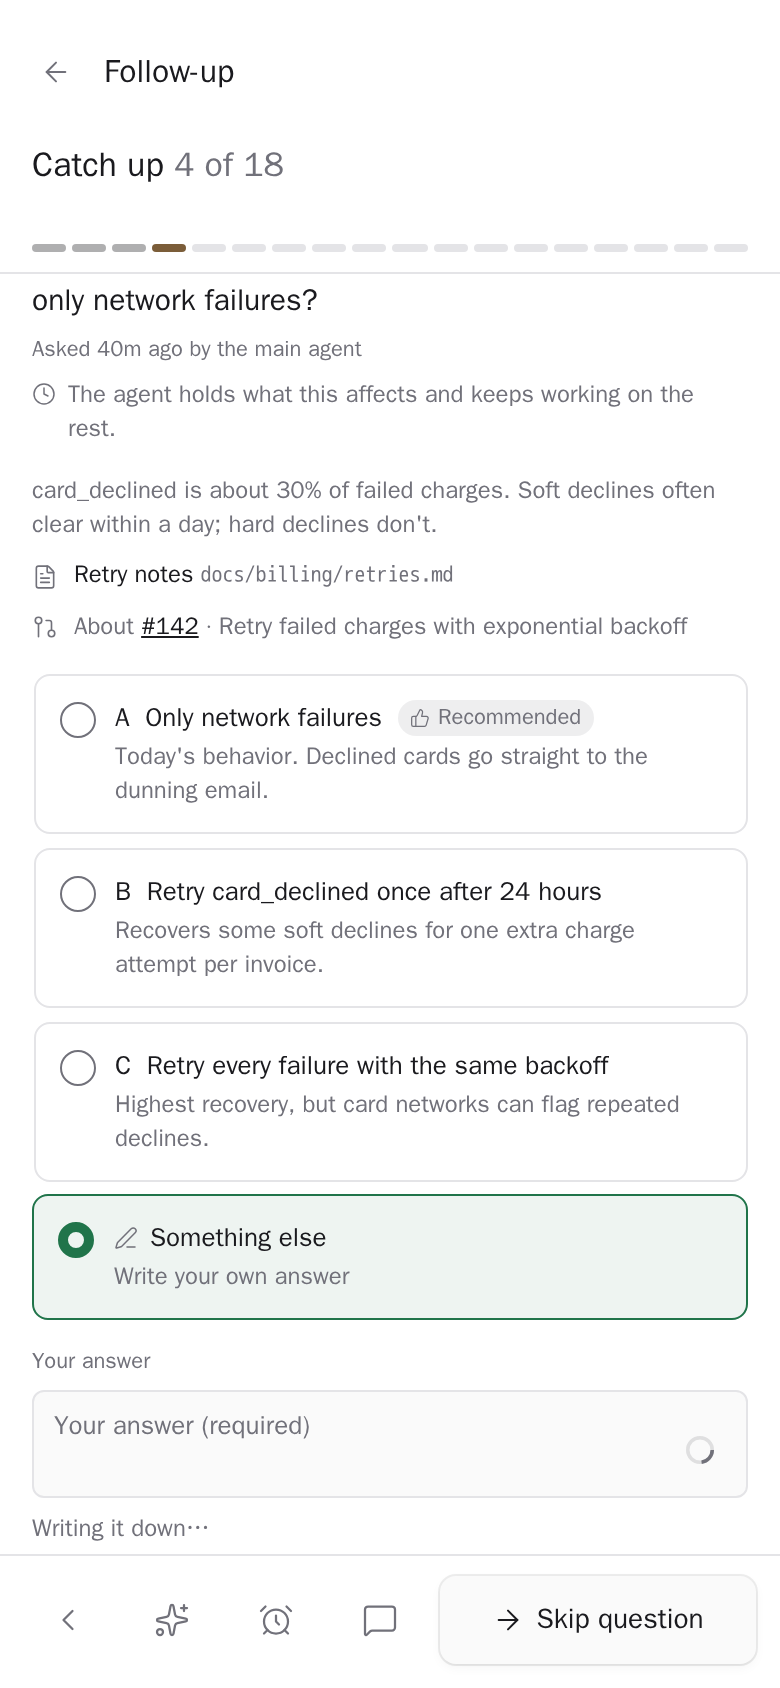 Follow-up
Catch up 4 of 18
only network failures?
Asked 40m ago by the main agent
The agent holds what this affects and keeps working on the
rest.
card_declined is about 30% of failed charges. Soft declines often
clear within a day; hard declines don't.
Retry notes docs/billing/retries.md
About #142 · Retry failed charges with exponential backoff
A Only network failures Recommended
Today's behavior. Declined cards go straight to the
dunning email.
B Retry card_declined once after 24 hours
Recovers some soft declines for one extra charge
attempt per invoice.
C Retry every failure with the same backoff
Highest recovery, but card networks can flag repeated
declines.
Something else
Write your own answer
Your answer
Your answer (required)
Writing it down···
Skip question